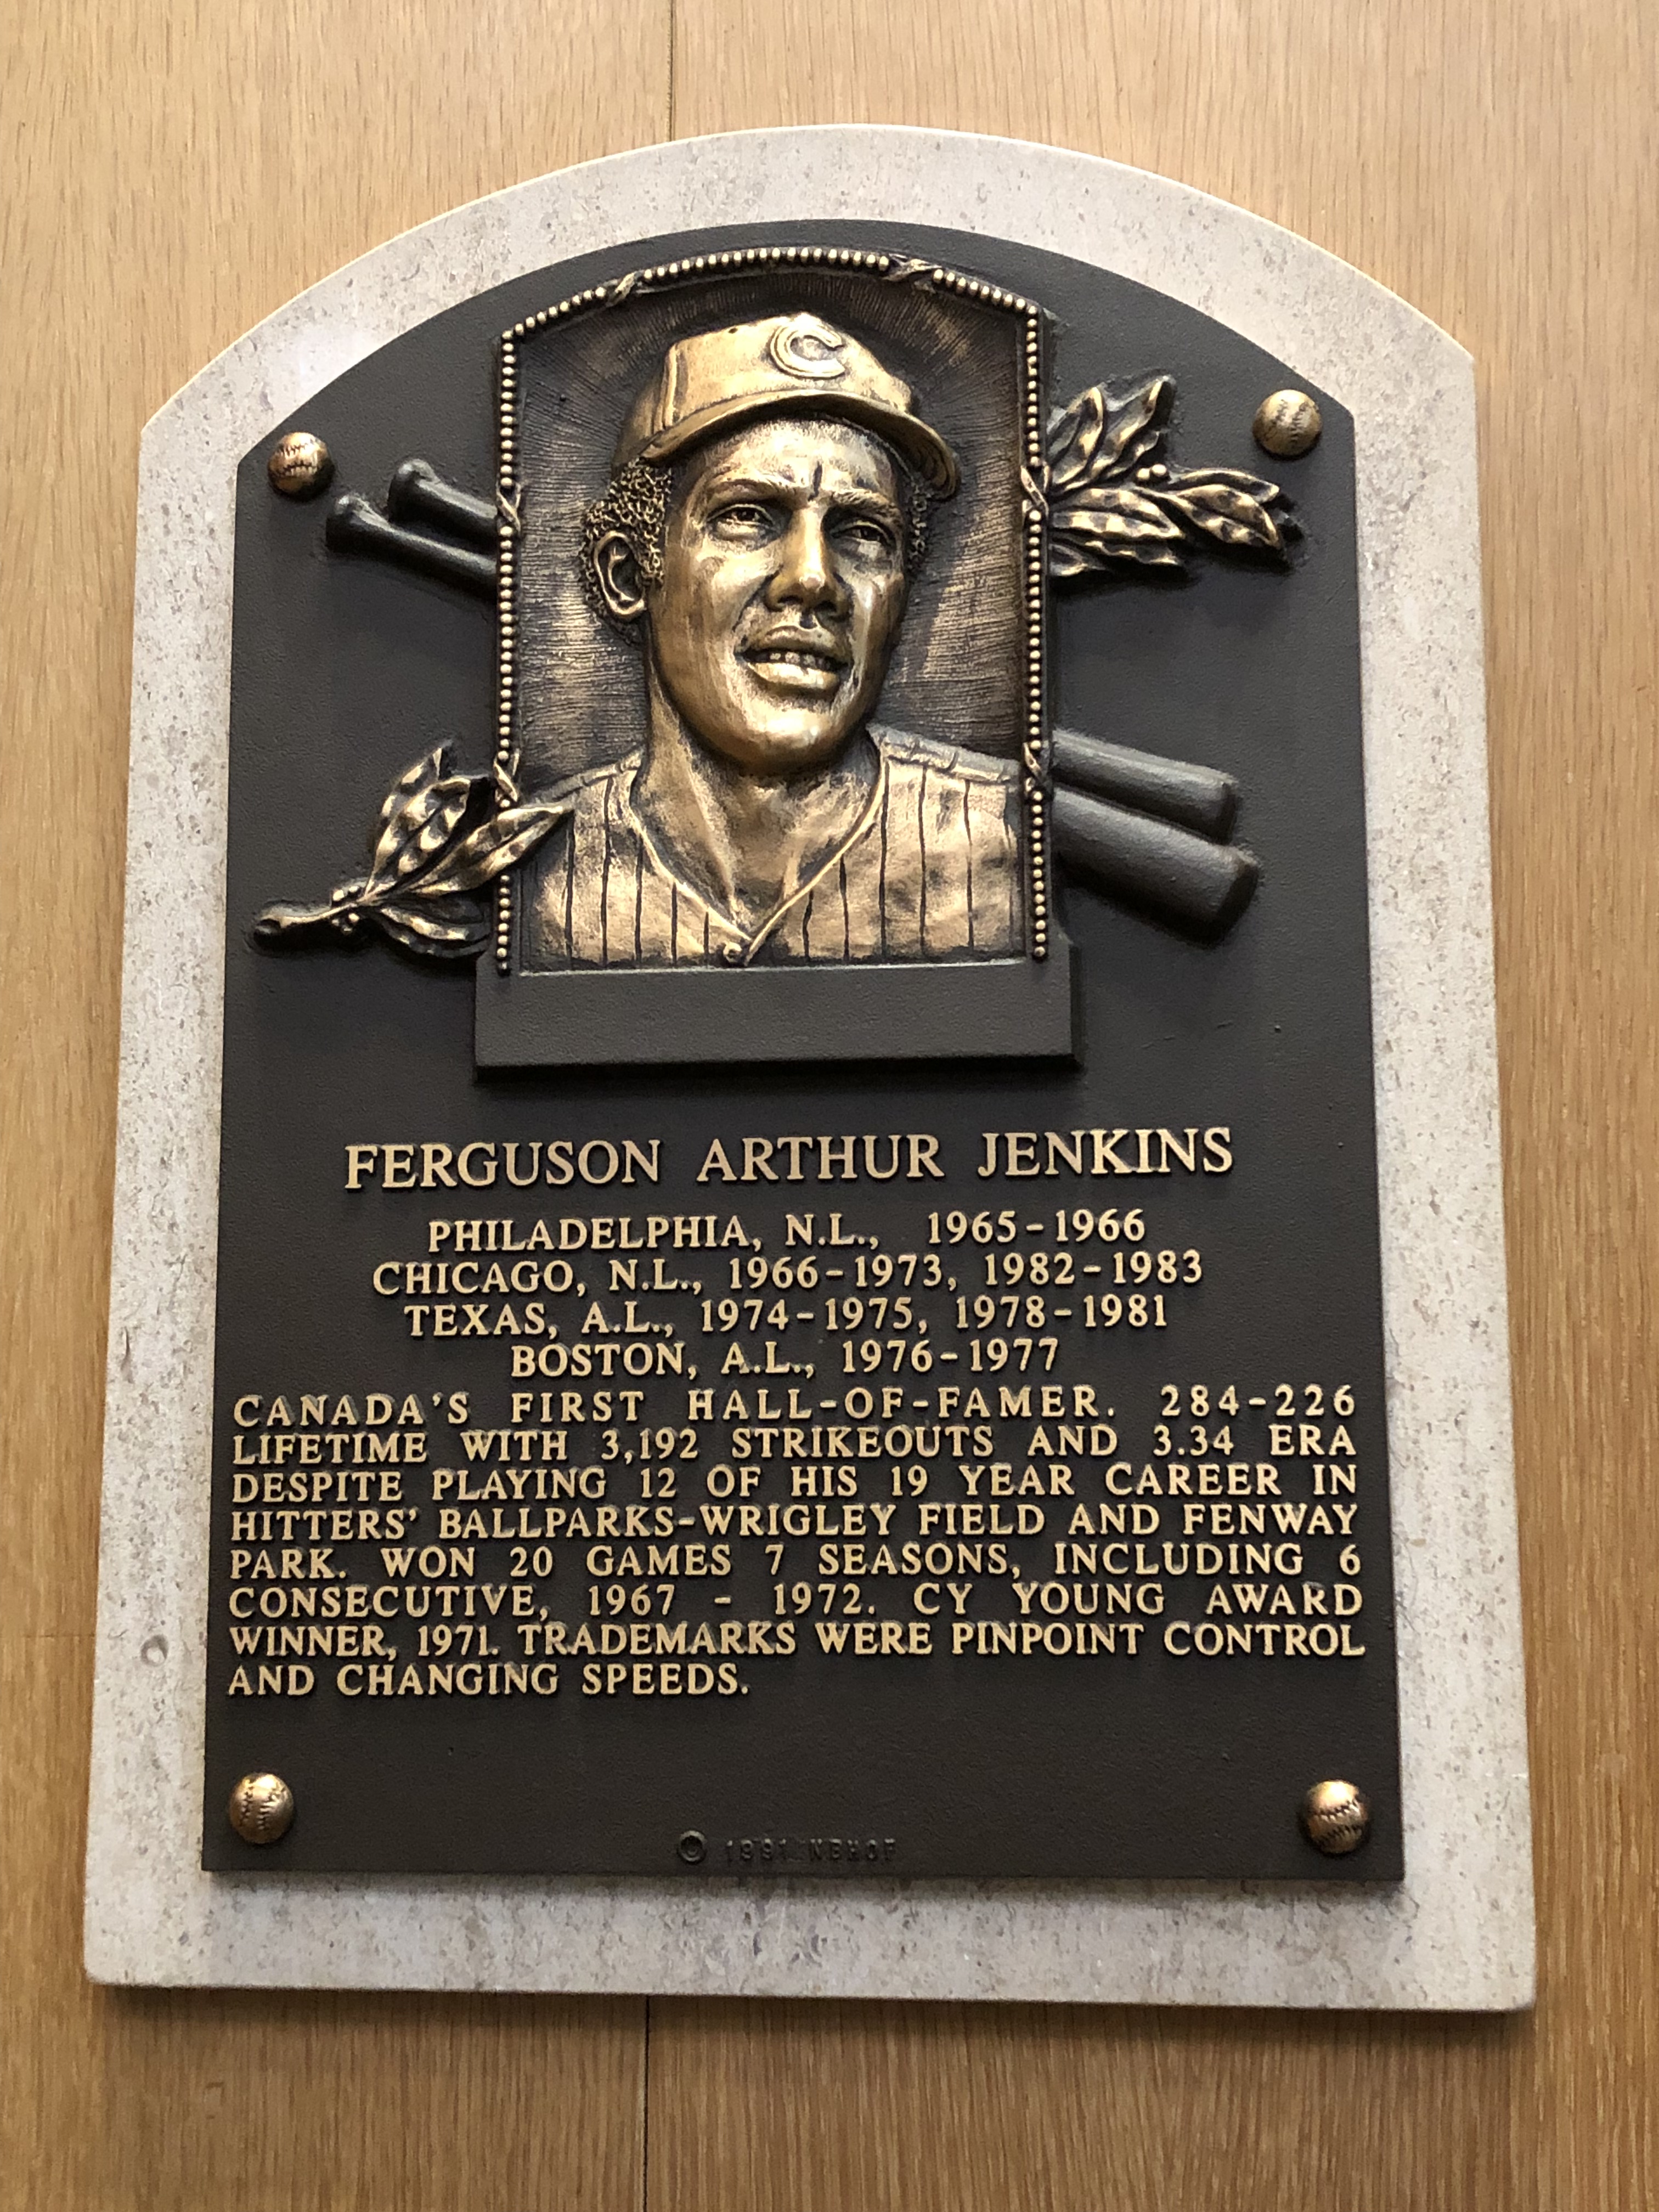 C
FERGUSON ARTHUR JENKINS
PHILADELPHIA, N.L., 1965-1966
CHICAGO, N.L., 1966-1973, 1982-1983
TEXAS, A.L., 1974-1975, 1978-1981
BOSTON, A.L., 1976-1977
CANADA'S FIRST HALL-OF-FAMER. 284-226
LIFETIME WITH 3,192 STRIKEOUTS AND 3.34 ERA
DESPITE PLAYING 12 OF HIS 19 YEAR CAREER IN
HITTERS' BALLPARKS-WRIGLEY FIELD AND FENWAY
PARK. WON 20 GAMES 7 SEASONS, INCLUDING 6
CONSECUTIVE, 1967 - 1972. CY YOUNG AWARD
WINNER, 1971. TRADEMARKS WERE PINPOINT CONTROL
AND CHANGING SPEEDS.
© 1991 NBHOF